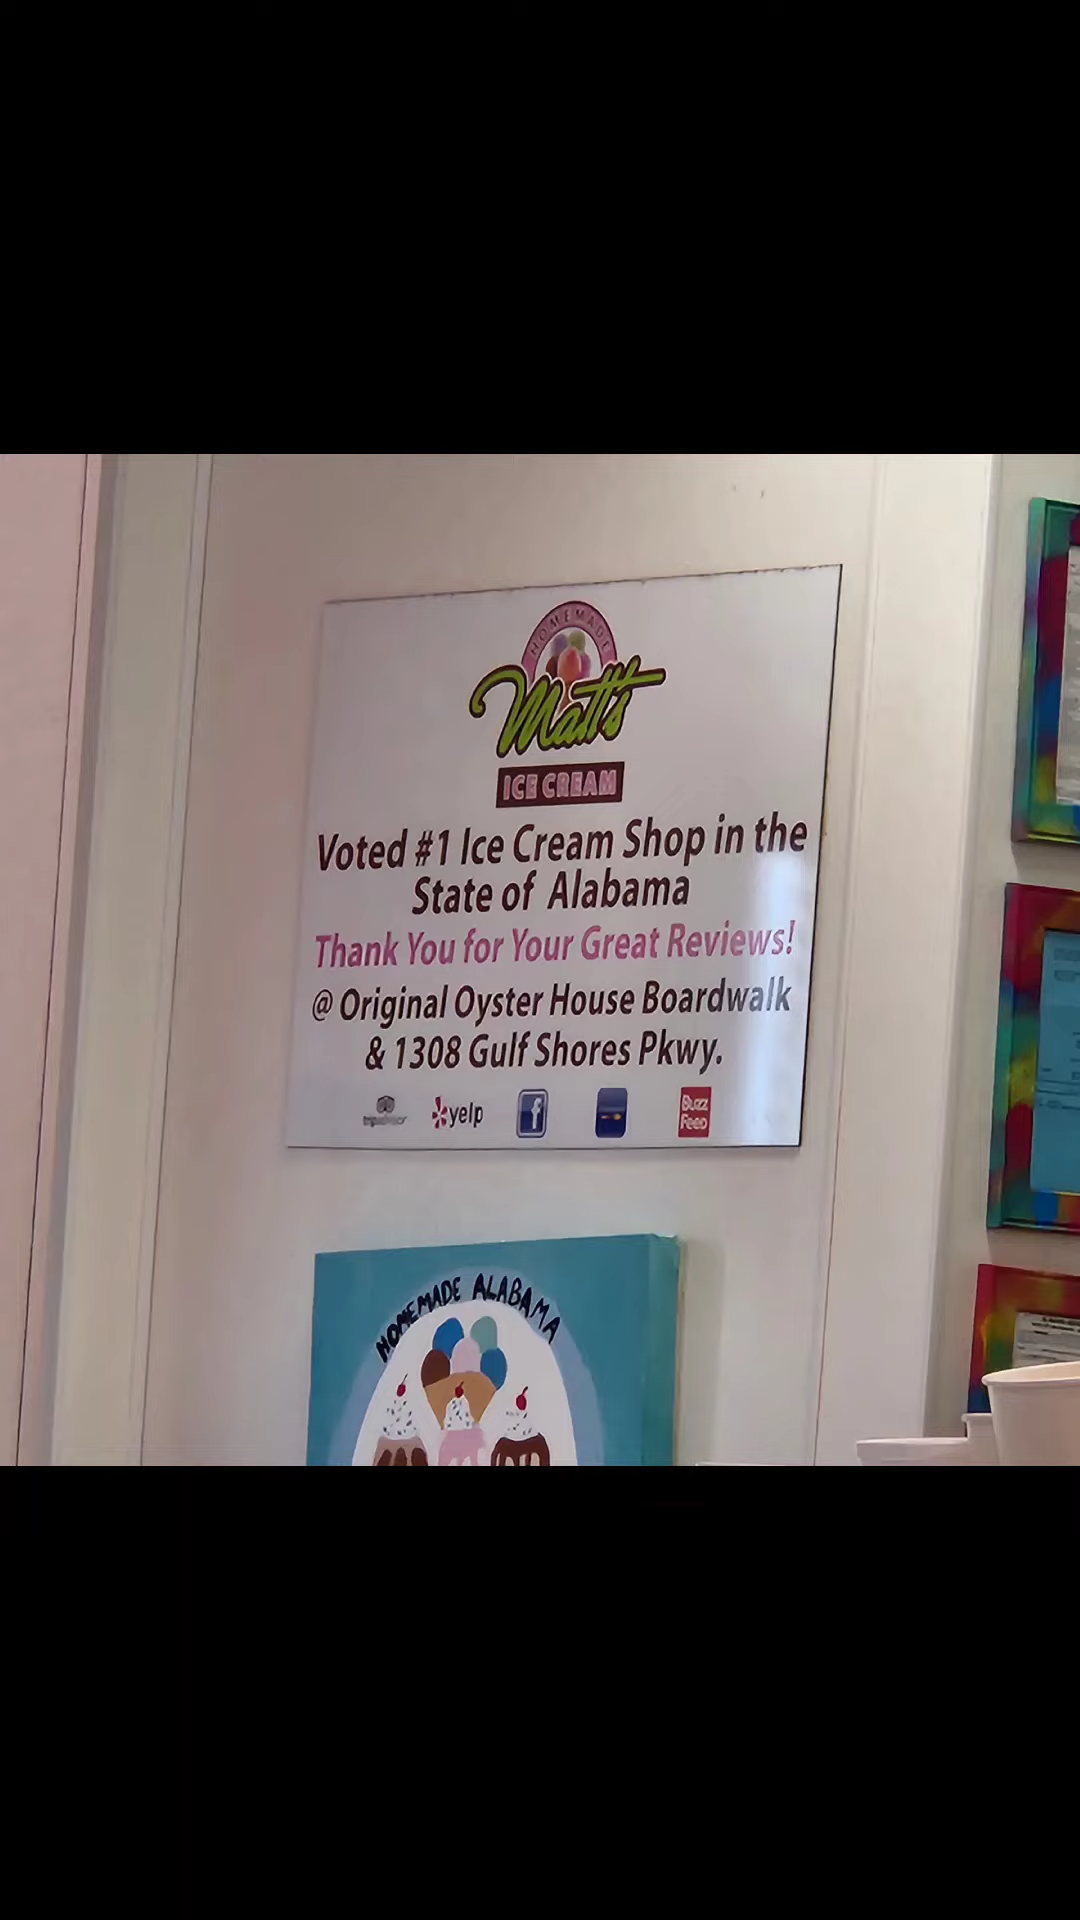 HOMEMADE
Matt's
ICE CREAM
Voted #1 Ice Cream Shop in the
State of Alabama
Thank You for Your Great Reviews!
@ Original Oyster House Boardwalk
& 1308 Gulf Shores Pkwy.
tripadvisor
yelp
f
Buzz
Feed
HOMEMADE ALABAMA